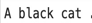 A black cat .